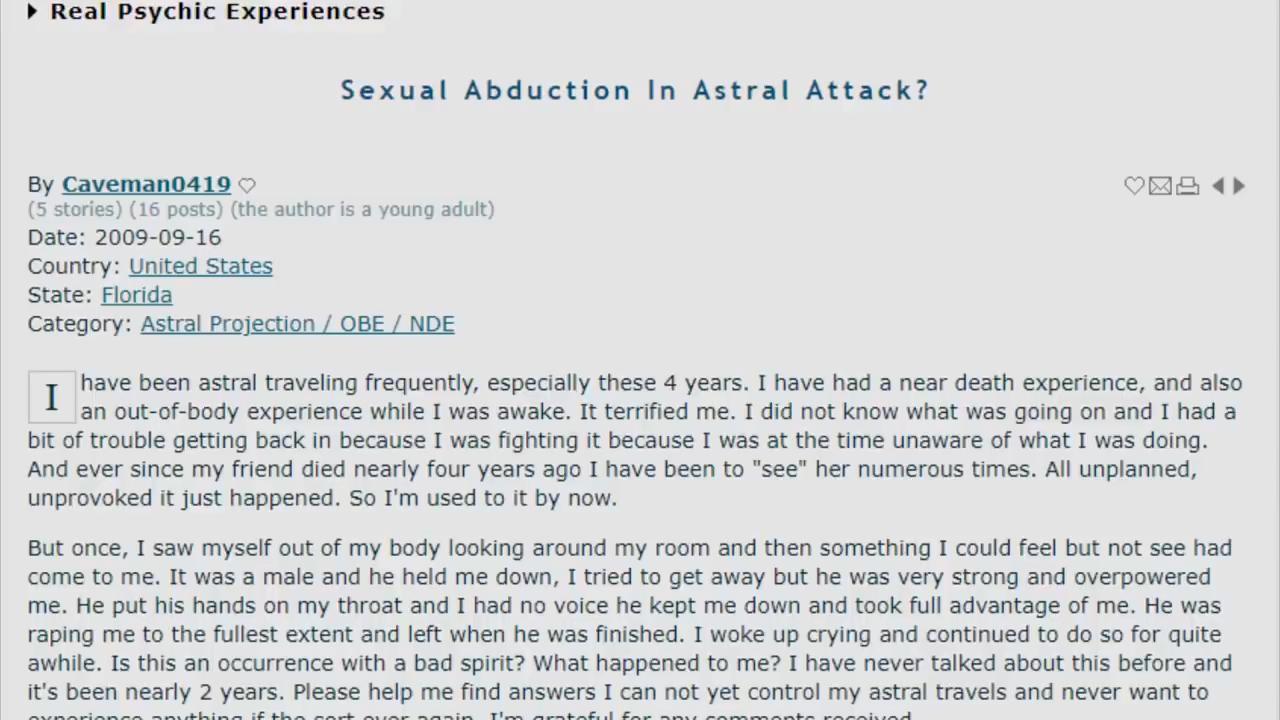 Real Psychic Experiences
Sexual Abduction In Astral Attack?
By Caveman0419
(5 stories) (16 posts) (the author is a young adult)
Date: 2009-09-16
Country: United States
State: Florida
Category: Astral Projection / OBE / NDE
I have been astral traveling frequently, especially these 4 years. I have had a near death experience, and also
an out-of-body experience while I was awake. It terrified me. I did not know what was going on and I had a
bit of trouble getting back in because I was fighting it because I was at the time unaware of what I was doing.
And ever since my friend died nearly four years ago I have been to "see" her numerous times. All unplanned,
unprovoked it just happened. So I'm used to it by now.
But once, I saw myself out of my body looking around my room and then something I could feel but not see had
come to me. It was a male and he held me down, I tried to get away but he was very strong and overpowered
me. He put his hands on my throat and I had no voice he kept me down and took full advantage of me. He was
raping me to the fullest extent and left when he was finished. I woke up crying and continued to do so for quite
awhile. Is this an occurrence with a bad spirit? What happened to me? I have never talked about this before and
it's been nearly 2 years. Please help me find answers I can not yet control my astral travels and never want to
experience anything if the sort ever again. I'm grateful for any comments received.